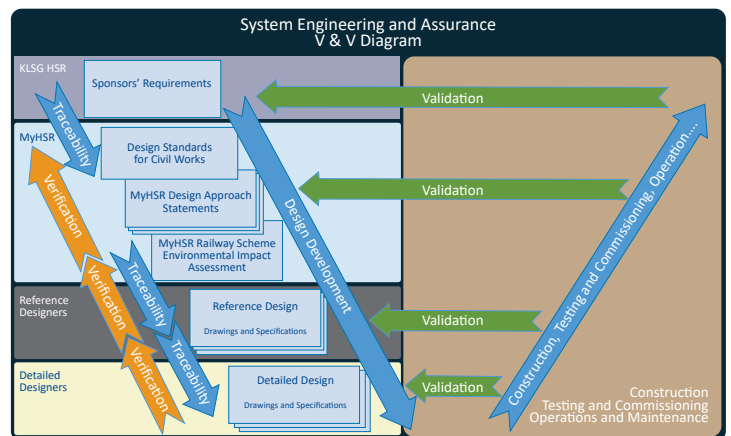 System Engineering and Assurance
V & V Diagram
KLSG HSR
Sponsors' Requirements
Validation
Traceability
MyHSR
Design Standards
for Civil Works
MyHSR Design Approach
Statements
MyHSR Railway Scheme
Environmental Impact
Assessment
Validation
Verification
Design Development
Construction, Testing and Commissioning, Operation....
Verification
Traceability
Reference
Designers
Reference Design
Drawings and Specifications
Validation
Verification
Traceability
Detailed
Designers
Detailed Design
Drawings and Specifications
Validation
Construction
Testing and Commissioning
Operations and Maintenance